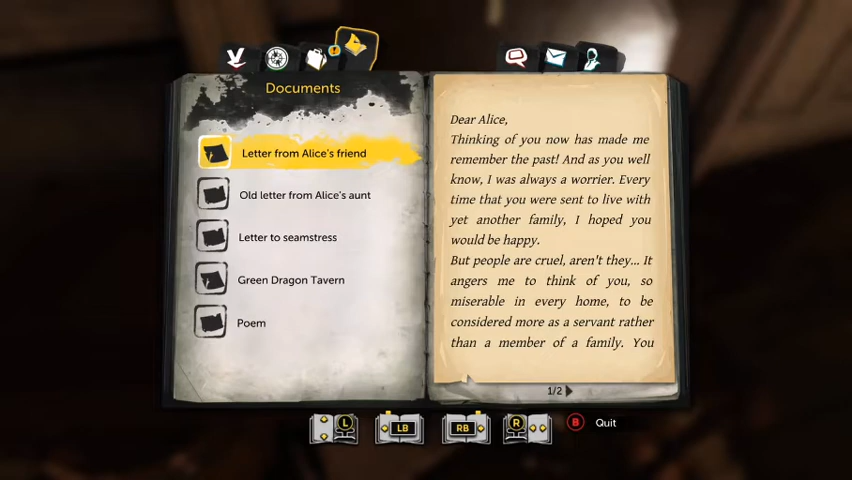 Documents
Letter from Alice's friend
Old letter from Alice's aunt
Letter to seamstress
Green Dragon Tavern
Poem
Dear Alice,
Thinking of you now has made me
remember the past! And as you well
know, I was always a worrier. Every
time that you were sent to live with
yet another family, I hoped you
would be happy.
But people are cruel, aren't they... It
angers me to think of you, so
miserable in every home, to be
considered more as a servant rather
than a member of a family. You
1/2
L
LB
RB
R
B Quit